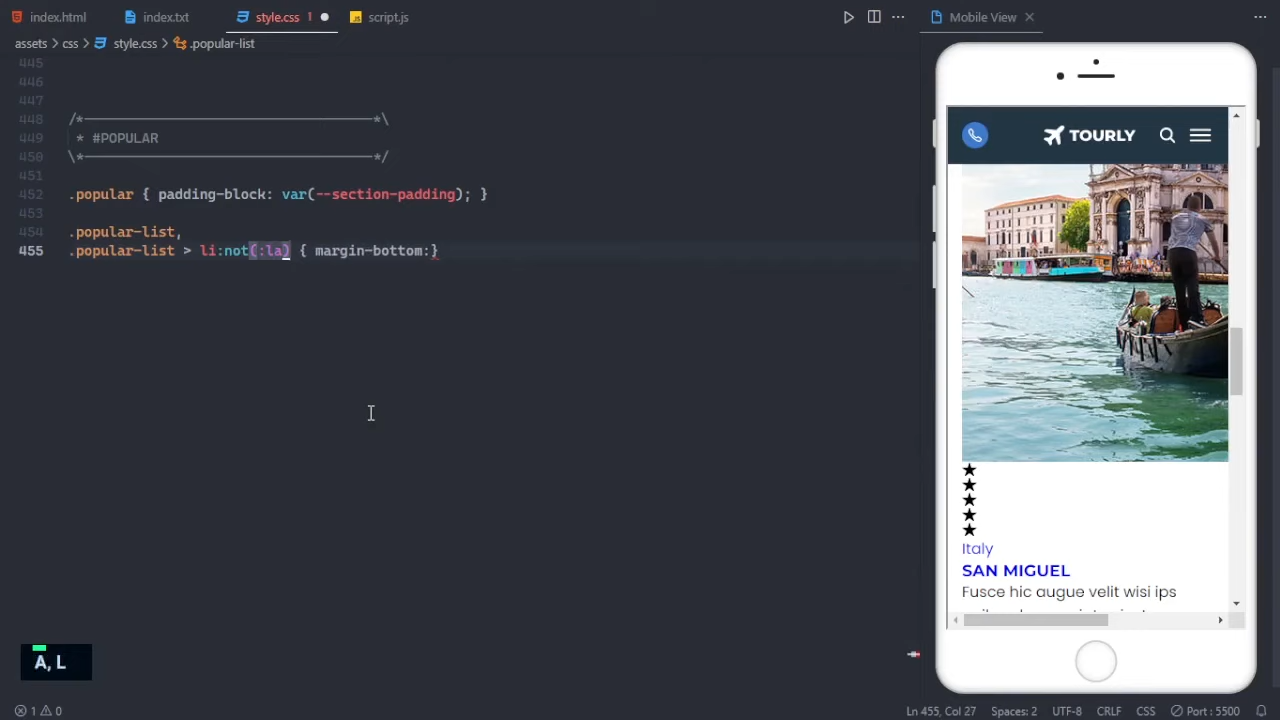 index.html index.txt style.css 1 script.js Mobile View
assets > css > style.css > .popular-list
445
446
447
448 /*-----------------------------------*\
449 * #POPULAR
450 \*-----------------------------------*/
451
452 .popular { padding-block: var(--section-padding); }
453
454 .popular-list,
455 .popular-list > li:not(:la) { margin-bottom:}
TOURLY
★
★
★
★
★
Italy
SAN MIGUEL
Fusce hic augue velit wisi ips
A, L
1 0 Ln 455, Col 27 Spaces: 2 UTF-8 CRLF CSS Port : 5500